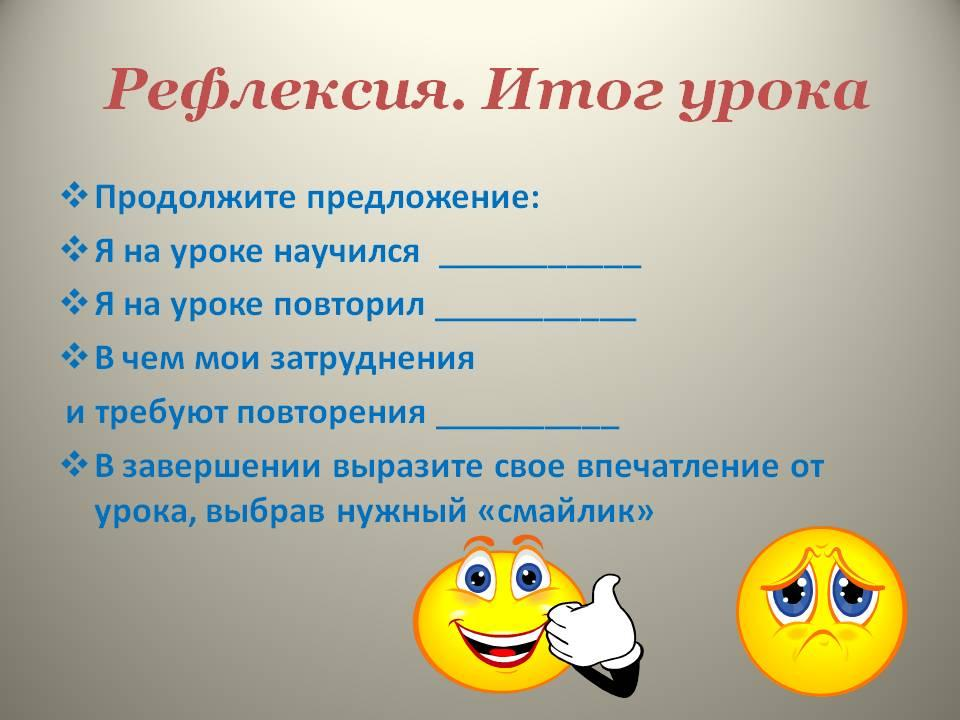 Рефлексия. Итог урока
❖ Продолжите предложение:
❖ Я на уроке научился ___________
❖ Я на уроке повторил ___________
❖ В чем мои затруднения
и требуют повторения __________
❖ В завершении выразите свое впечатление от
урока, выбрав нужный «смайлик»